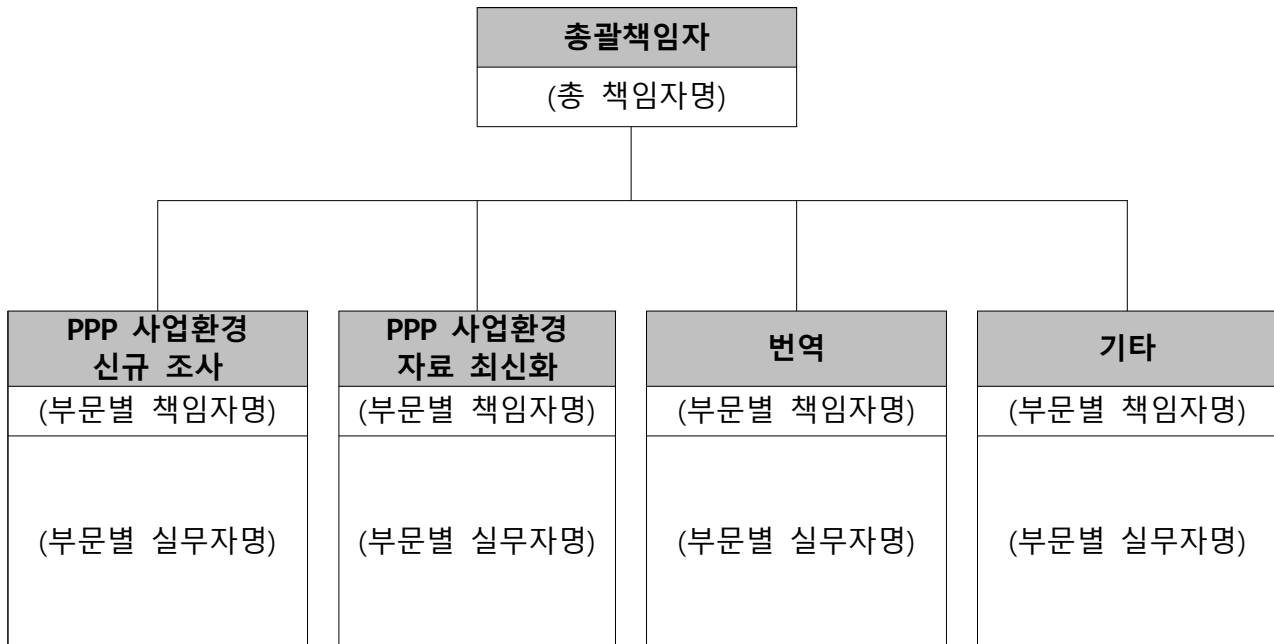 총괄책임자
(총 책임자명)
PPP 사업환경
신규 조사
(부문별 책임자명)
(부문별 실무자명)
PPP 사업환경
자료 최신화
(부문별 책임자명)
(부문별 실무자명)
번역
(부문별 책임자명)
(부문별 실무자명)
기타
(부문별 책임자명)
(부문별 실무자명)